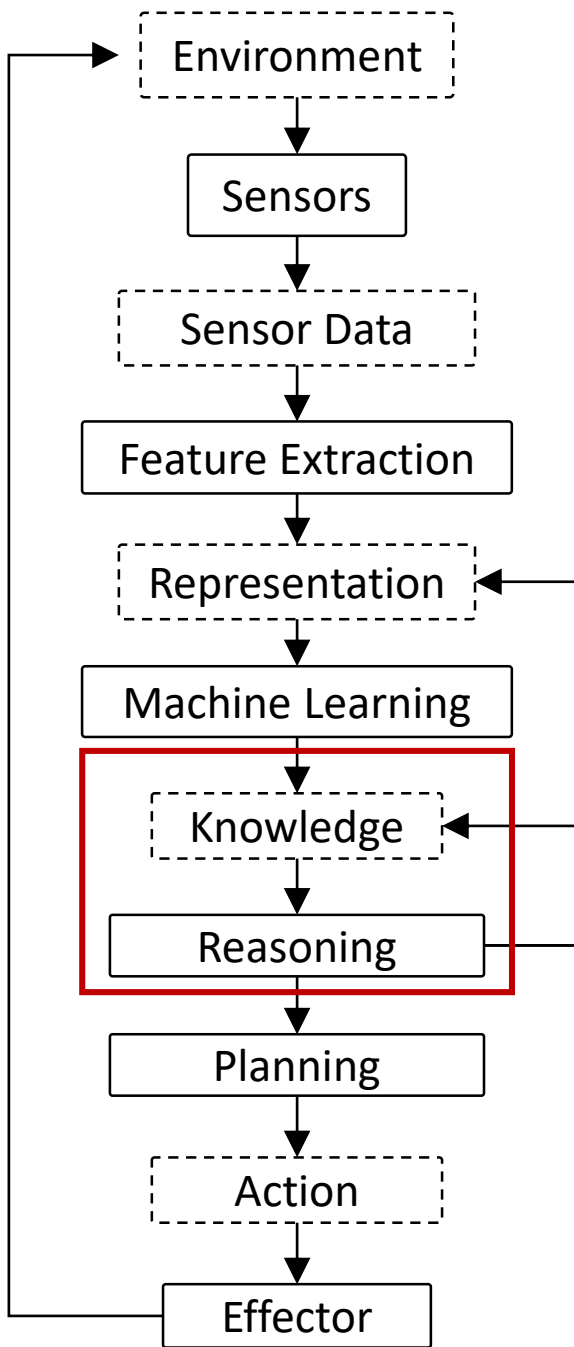 Environment
Sensors
Sensor Data
Feature Extraction
Representation
Machine Learning
Knowledge
Reasoning
Planning
Action
Effector